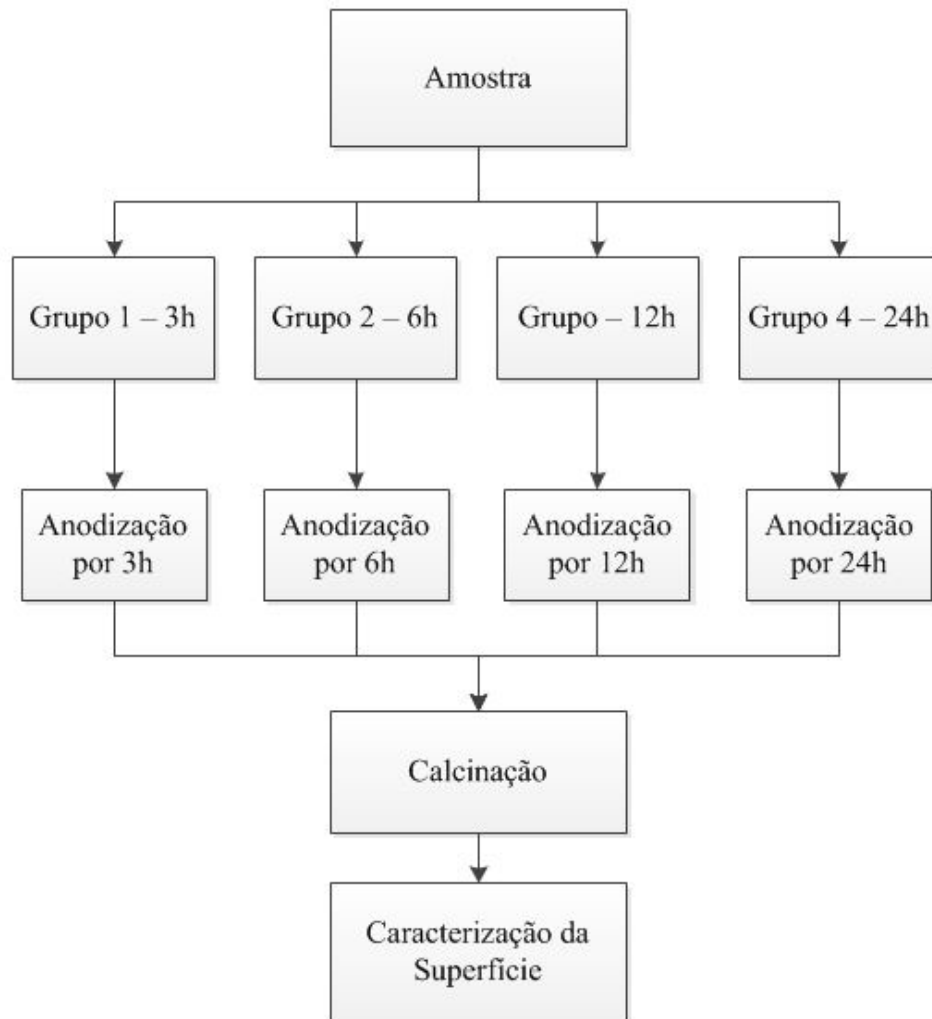 Amostra
Grupo 1 – 3h
Grupo 2 – 6h
Grupo – 12h
Grupo 4 – 24h
Anodização
por 3h
Anodização
por 6h
Anodização
por 12h
Anodização
por 24h
Calcinação
Caracterização da
Superfície